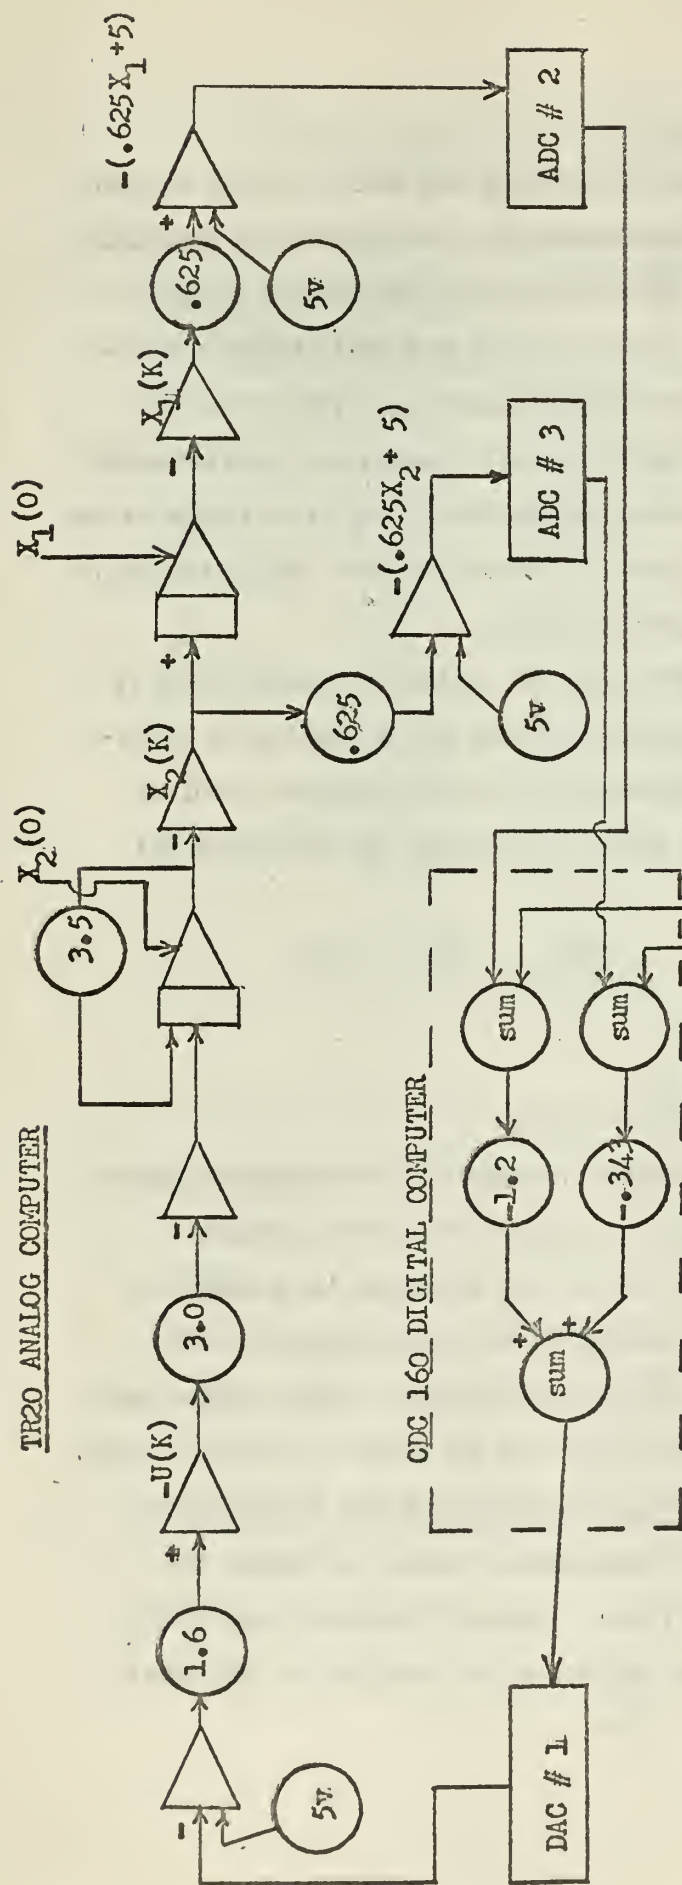 TR20 ANALOG COMPUTER
X₂(0)
X₁(0)
3.5
-
5v
1.6
+
-U(K)
3.0
-
-
X₂(K)
+
-
X₁(K)
.625
+
5v
-(.625X₁+5)
.625
5v
-(.625X₂+ 5)
CDC 160 DIGITAL COMPUTER
DAC # 1
sum
+
+
-1.2
-.343
sum
sum
ADC # 3
ADC # 2